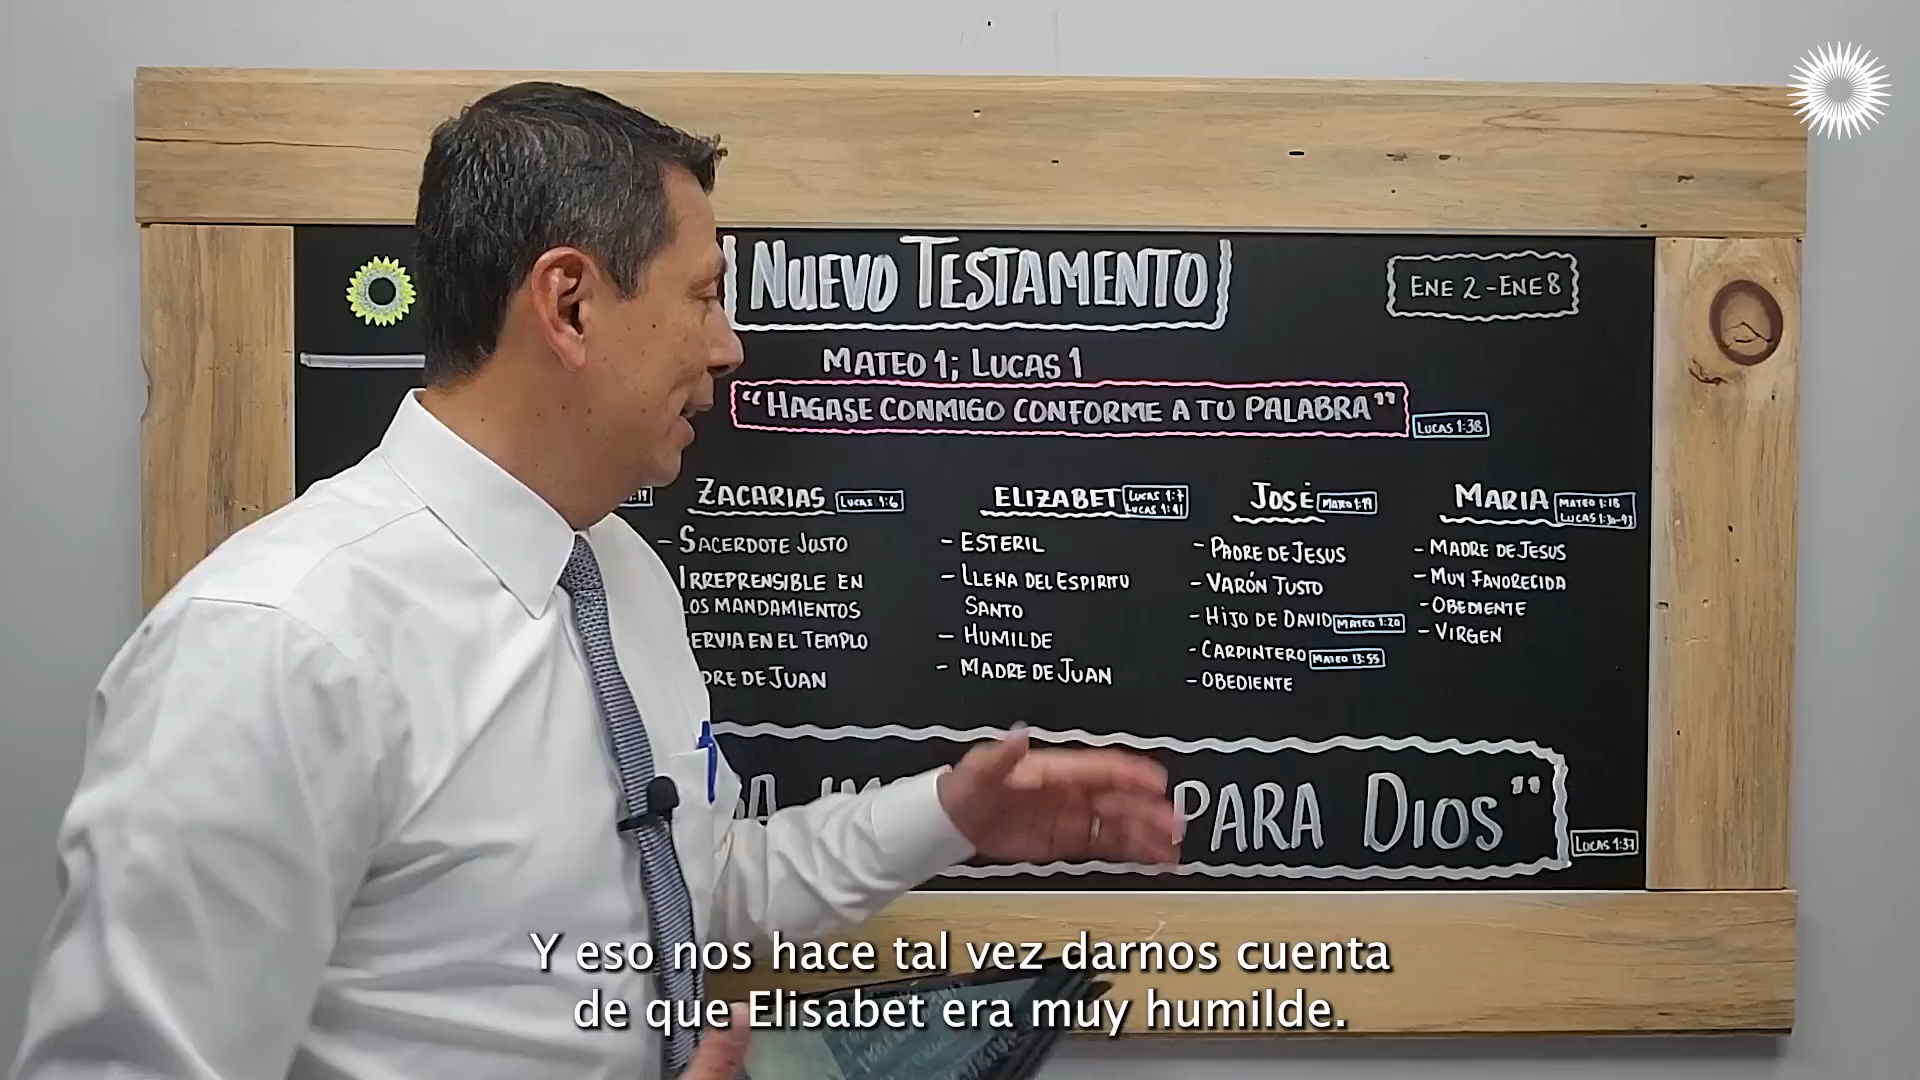 NUEVO TESTAMENTO
ENE 2 - ENE 8
MATEO 1; LUCAS 1
"HAGASE CONMIGO CONFORME A TU PALABRA"
LUCAS 1:38
ZACARIAS
LUCAS 1:6
- SACERDOTE JUSTO
IRREPRENSIBLE EN
LOS MANDAMIENTOS
ERVIA EN EL TEMPLO
DRE DE JUAN
ELIZABET
LUCAS 1:7
LUCAS 1:41
- ESTERIL
- LLENA DEL ESPIRITU
SANTO
- HUMILDE
- MADRE DE JUAN
JOSÉ
MATEO 1:19
- PADRE DE JESUS
- VARÓN JUSTO
- HIJO DE DAVID
MATEO 1:20
- CARPINTERO
MATEO 13:55
- OBEDIENTE
MARIA
MATEO 1:18
LUCAS 1:30-43
- MADRE DE JESUS
- MUY FAVORECIDA
- OBEDIENTE
- VIRGEN
PARA DIOS"
LUCAS 1:37
Y eso nos hace tal vez darnos cuenta
de que Elisabet era muy humilde.